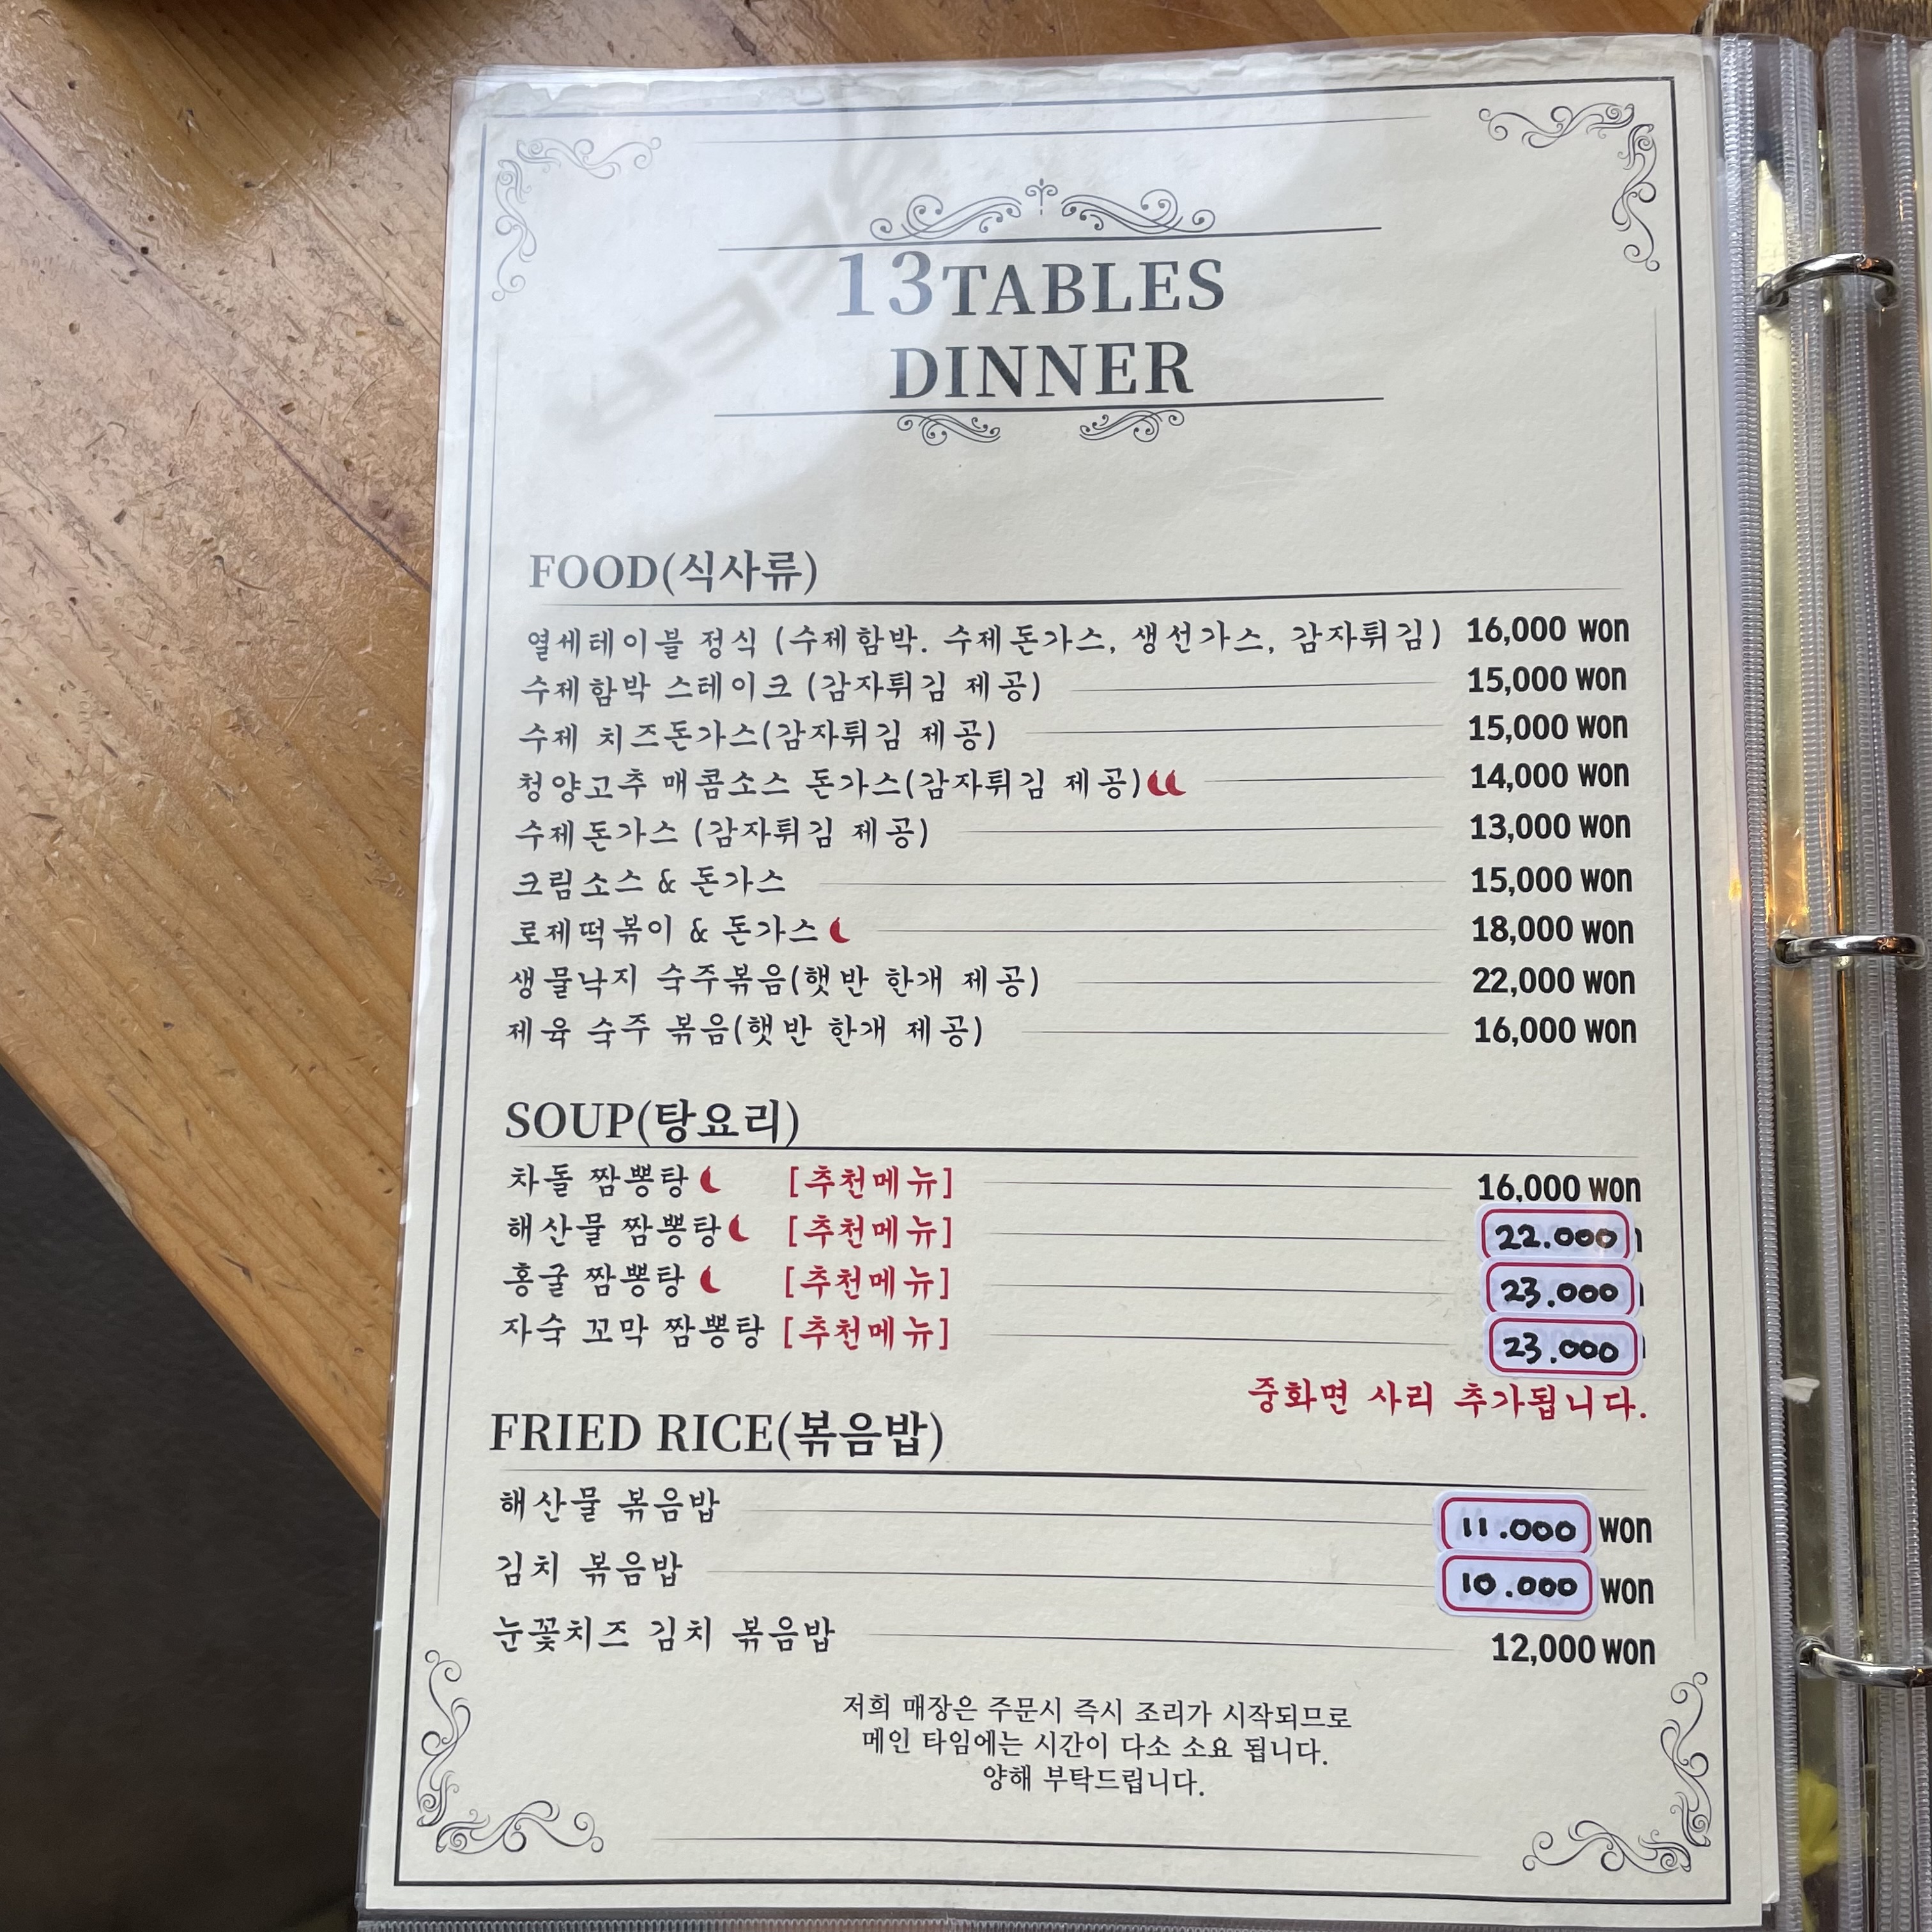 13TABLES
DINNER
FOOD(식사류)
열세테이블 정식 (수제함박. 수제돈가스, 생선가스, 감자튀김) 16,000 won
수제함박 스테이크 (감자튀김 제공) 15,000 won
수제 치즈돈가스(감자튀김 제공) 15,000 won
청양고추 매콤소스 돈가스(감자튀김 제공) 14,000 won
수제돈가스 (감자튀김 제공) 13,000 won
크림소스 & 돈가스 15,000 won
로제떡볶이 & 돈가스 18,000 won
생물낙지 숙주볶음(햇반 한개 제공) 22,000 won
제육 숙주 볶음(햇반 한개 제공) 16,000 won
SOUP(탕요리)
차돌 짬뽕탕 [추천메뉴] 16,000 won
해산물 짬뽕탕 [추천메뉴] 22.000
홍굴 짬뽕탕 [추천메뉴] 23.000
자숙 꼬막 짬뽕탕 [추천메뉴] 23.000
중화면 사리 추가됩니다.
FRIED RICE(볶음밥)
해산물 볶음밥 11.000 won
김치 볶음밥 10.000 won
눈꽃치즈 김치 볶음밥 12,000 won
저희 매장은 주문시 즉시 조리가 시작되므로
메인 타임에는 시간이 다소 소요 됩니다.
양해 부탁드립니다.